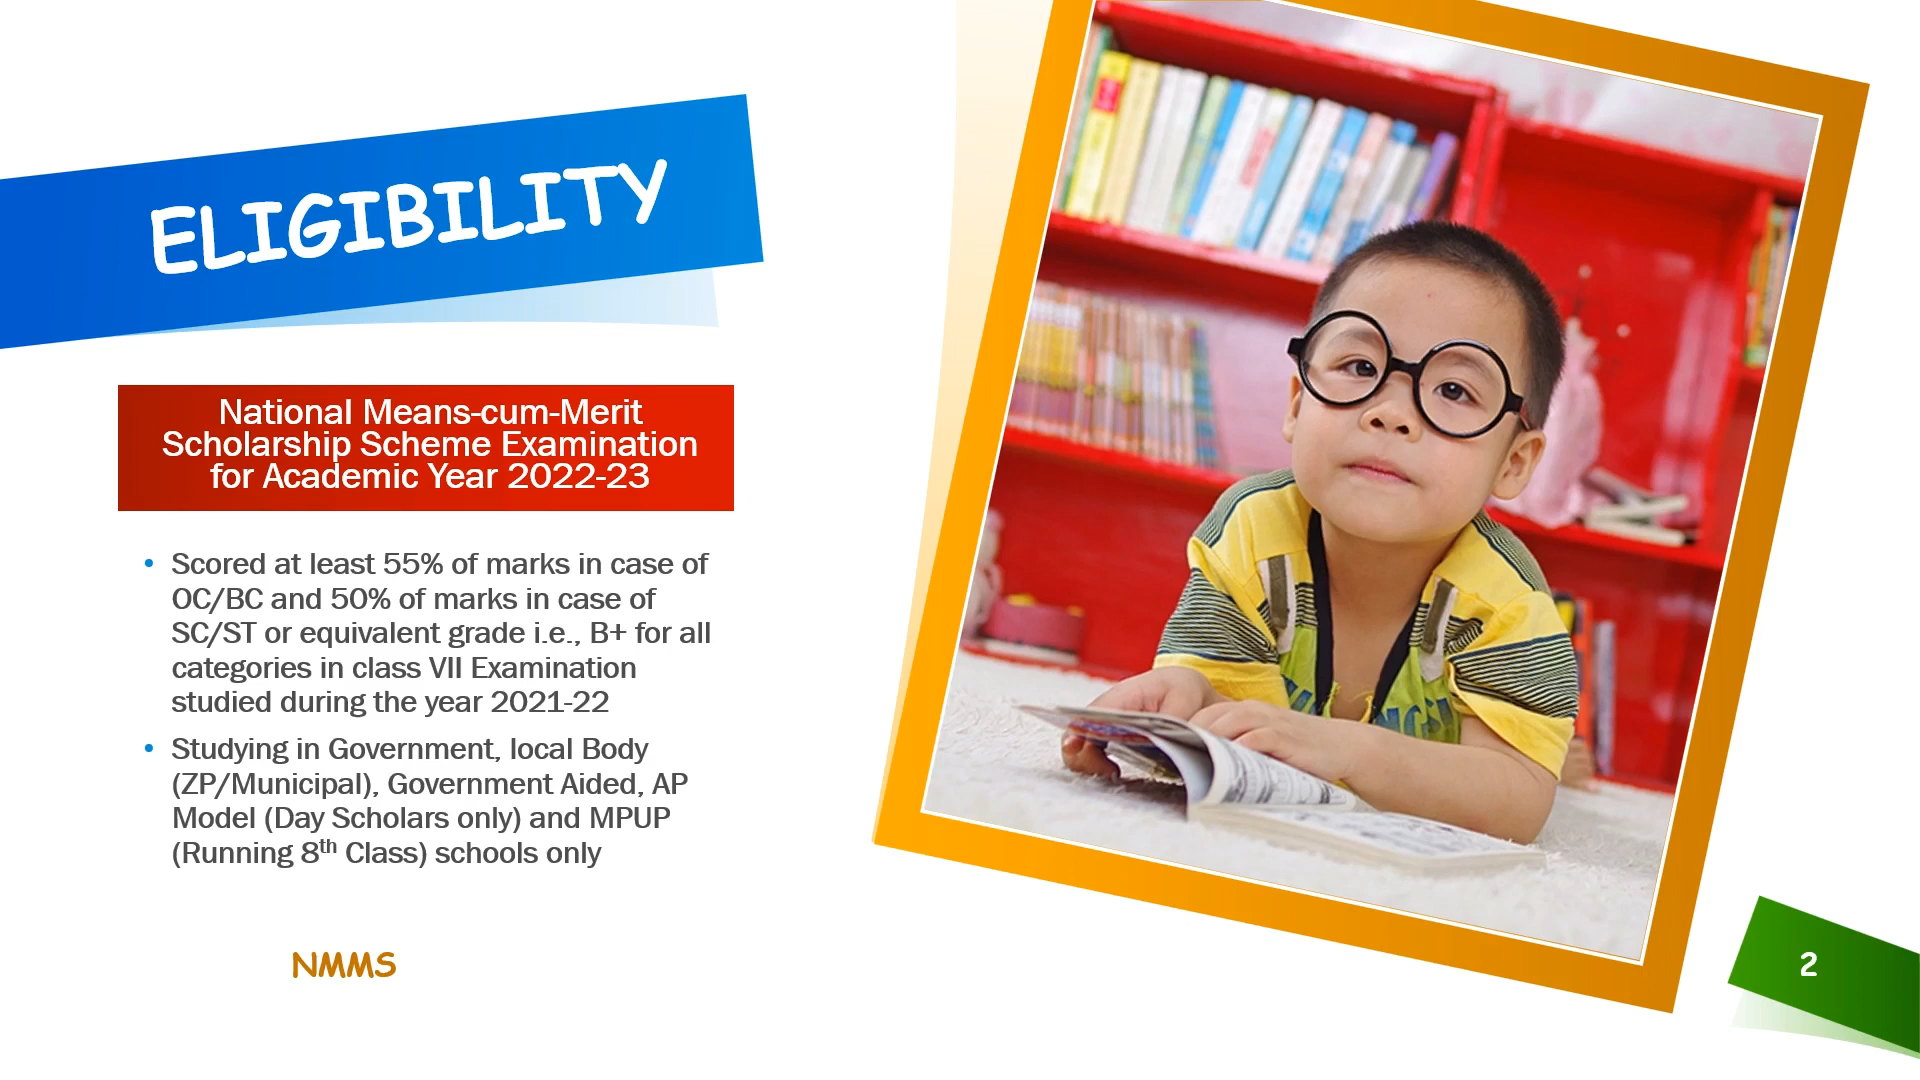 ELIGIBILITY
National Means-cum-Merit
Scholarship Scheme Examination
for Academic Year 2022-23
• Scored at least 55% of marks in case of
OC/BC and 50% of marks in case of
SC/ST or equivalent grade i.e., B+ for all
categories in class VII Examination
studied during the year 2021-22
• Studying in Government, local Body
(ZP/Municipal), Government Aided, AP
Model (Day Scholars only) and MPUP
(Running 8th Class) schools only
NMMS
2